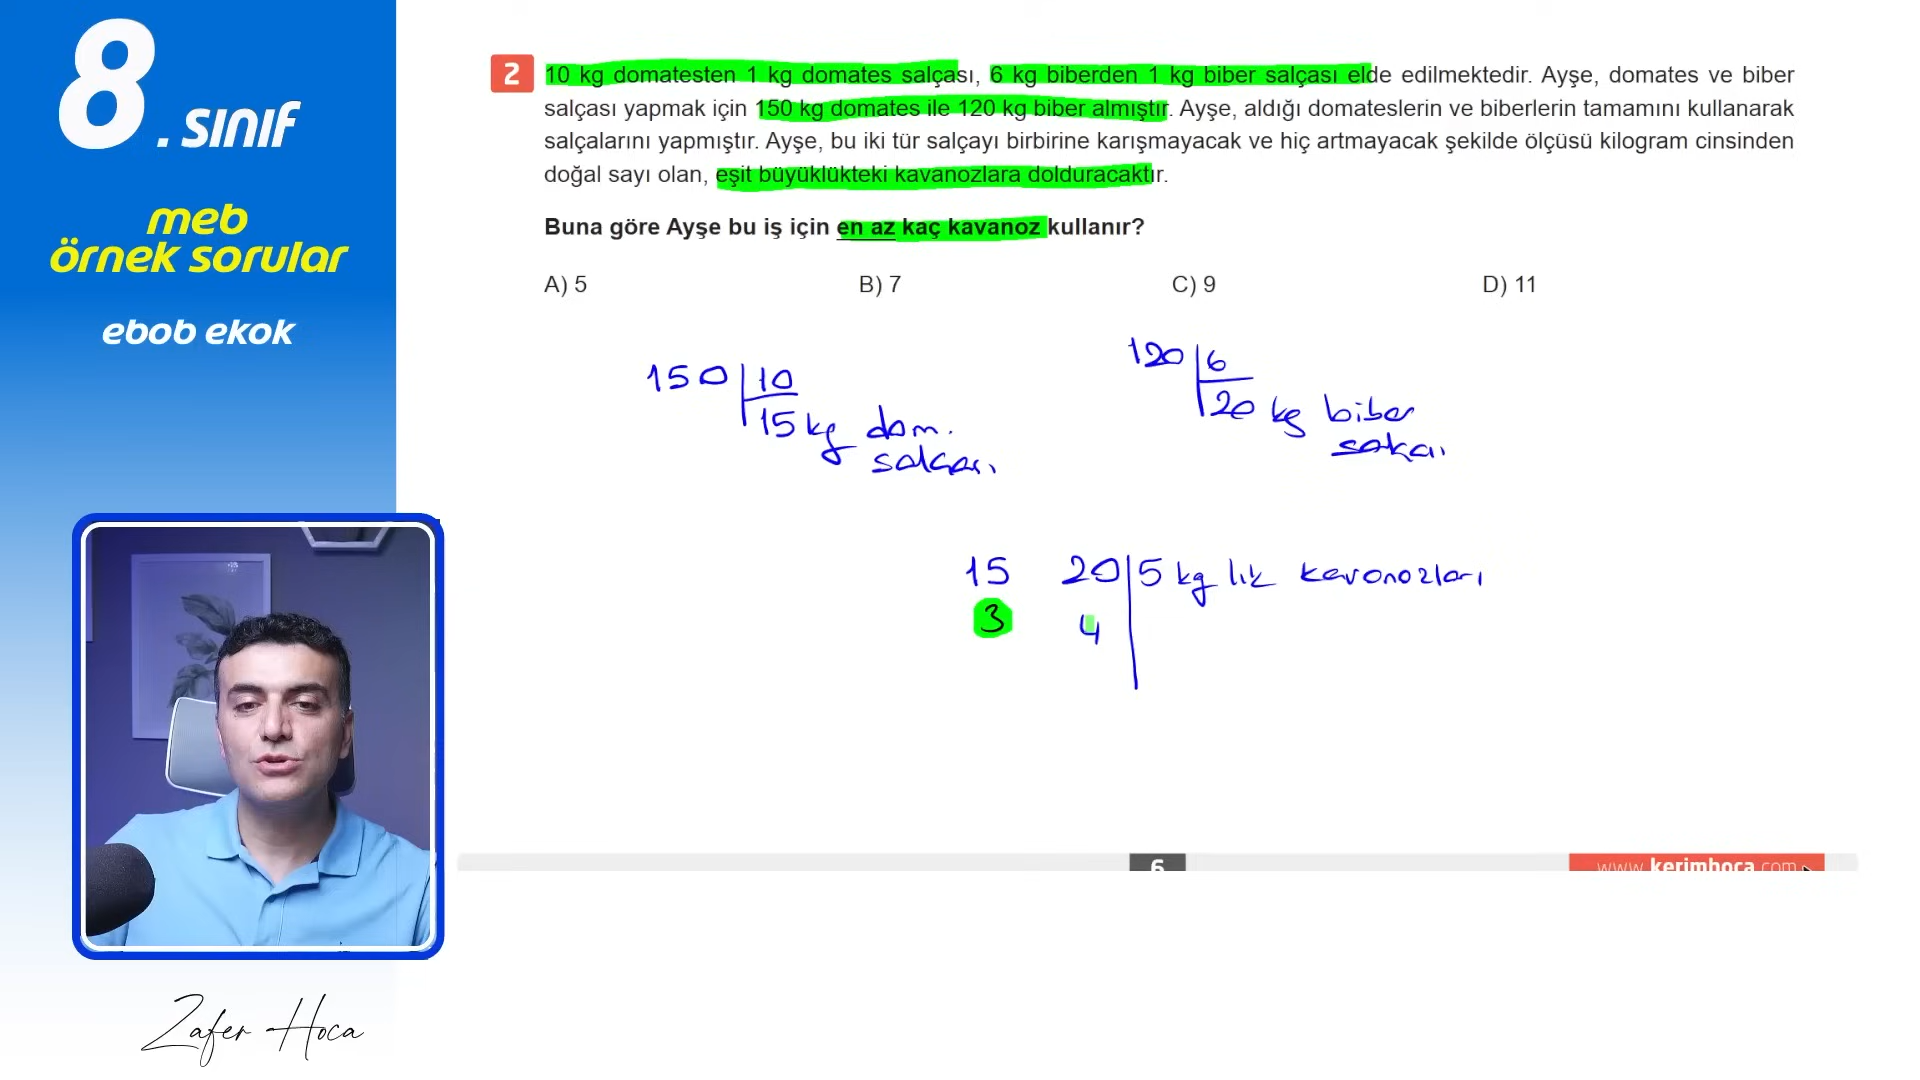 8. SINIF
meb
örnek sorular
ebob ekok
2 10 kg domatesten 1 kg domates salçası, 6 kg biberden 1 kg biber salçası elde edilmektedir. Ayşe, domates ve biber
salçası yapmak için 150 kg domates ile 120 kg biber almıştır. Ayşe, aldığı domateslerin ve biberlerin tamamını kullanarak
salçalarını yapmıştır. Ayşe, bu iki tür salçayı birbirine karışmayacak ve hiç artmayacak şekilde ölçüsü kilogram cinsinden
doğal sayı olan, eşit büyüklükteki kavanozlara dolduracaktır.
Buna göre Ayşe bu iş için en az kaç kavanoz kullanır?
A) 5 B) 7 C) 9 D) 11
150 10
15 kg dom.
salçası
120 6
20 kg biber
15 20 5 kg lık kavanozları
3 4
6
www.kerimhoca.com
Zafer Hoca